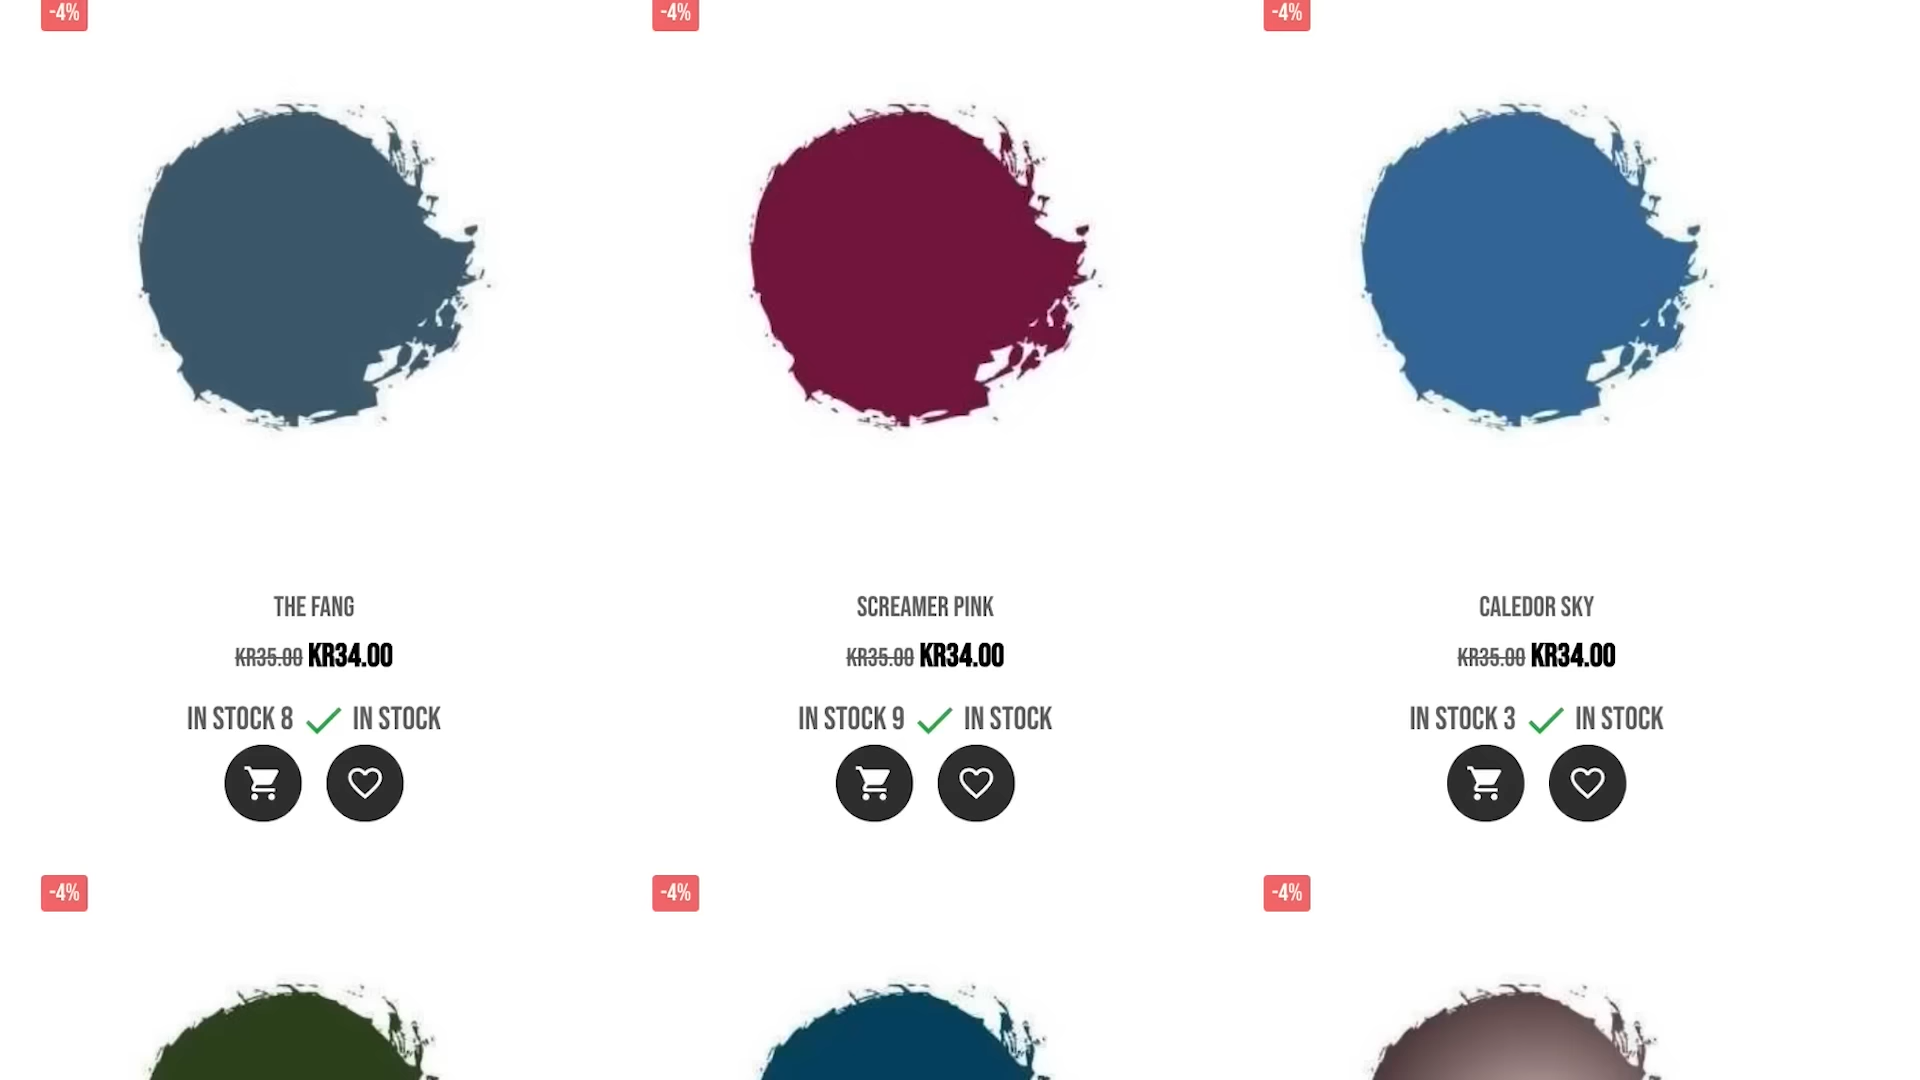 -4% -4% -4%
THE FANG SCREAMER PINK CALEDOR SKY
KR35.00 KR34.00 KR35.00 KR34.00 KR35.00 KR34.00
IN STOCK 8 IN STOCK IN STOCK 9 IN STOCK IN STOCK 3 IN STOCK
-4% -4% -4%